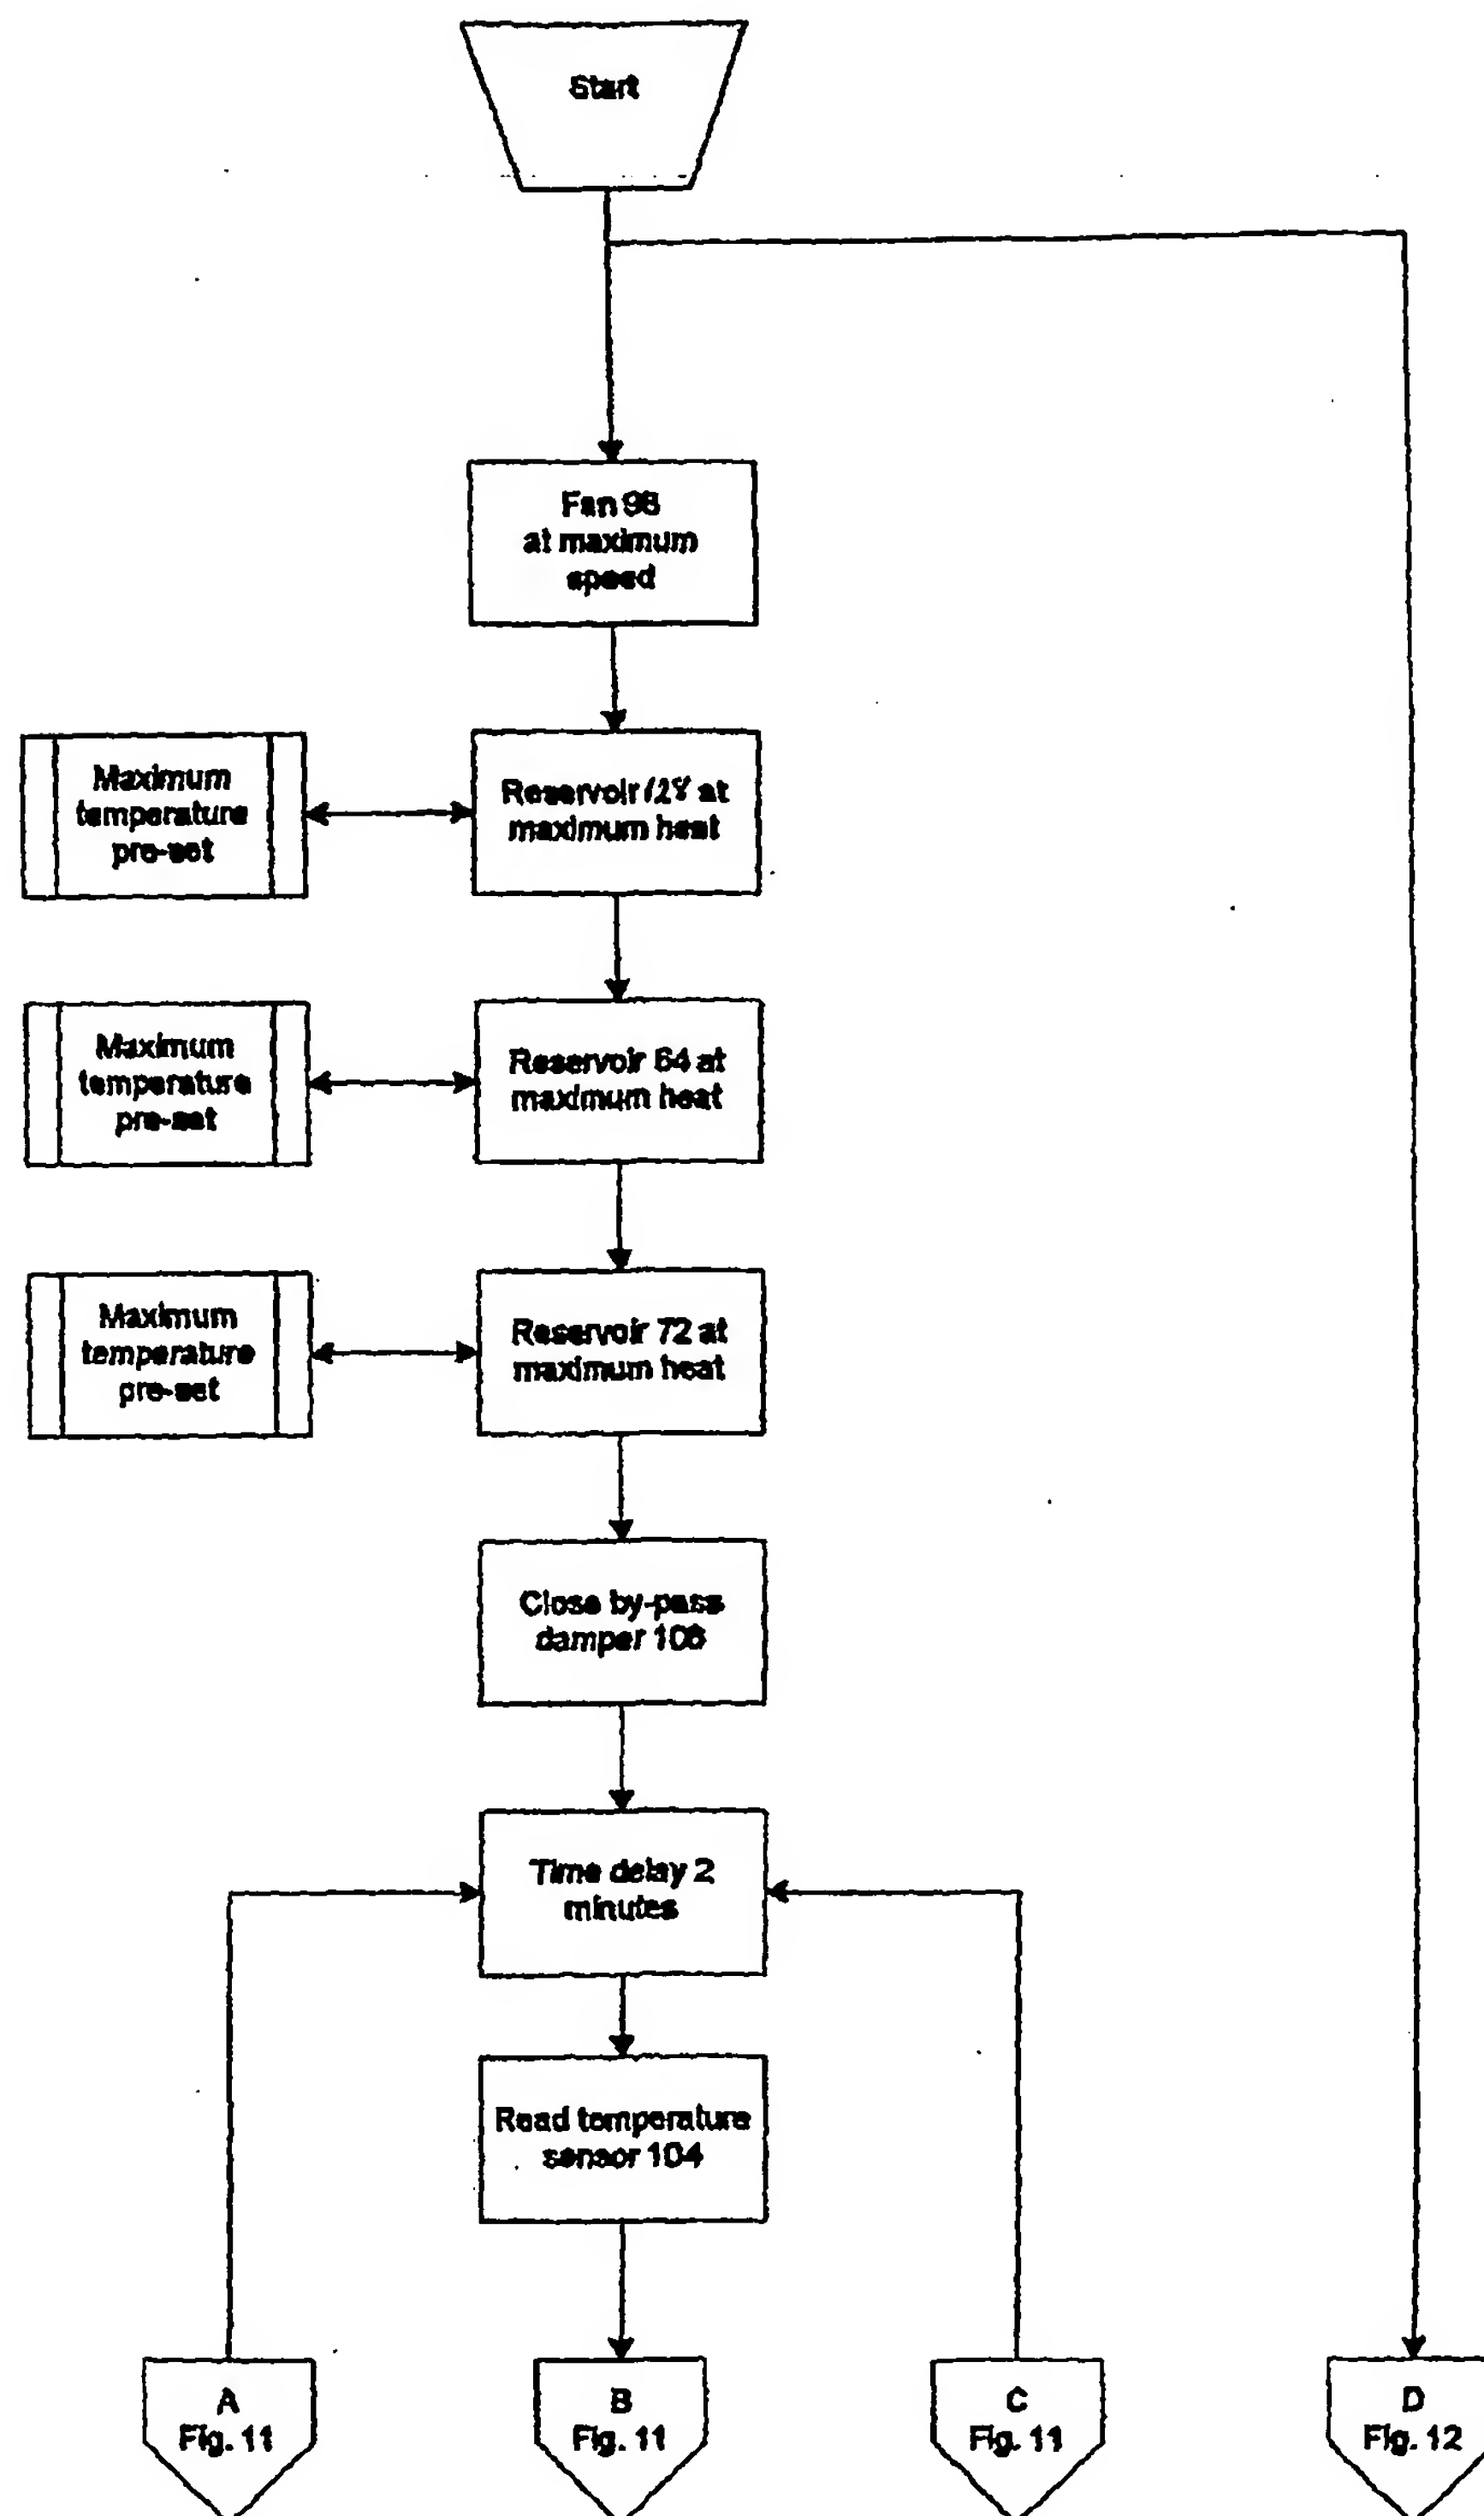 Start
Fan 98
at maximum
speed
Maximum
temperature
pre-set
Reservoir at
maximum heat
Maximum
temperature
pre-set
Reservoir 64 at
maximum heat
Maximum
temperature
pre-set
Reservoir 72 at
maximum heat
Close by-pass
damper
Time delay 2
minutes
Read temperature
sensor 104
A
Fig. 11
B
Fig. 11
C
Fig. 11
D
Fig. 12